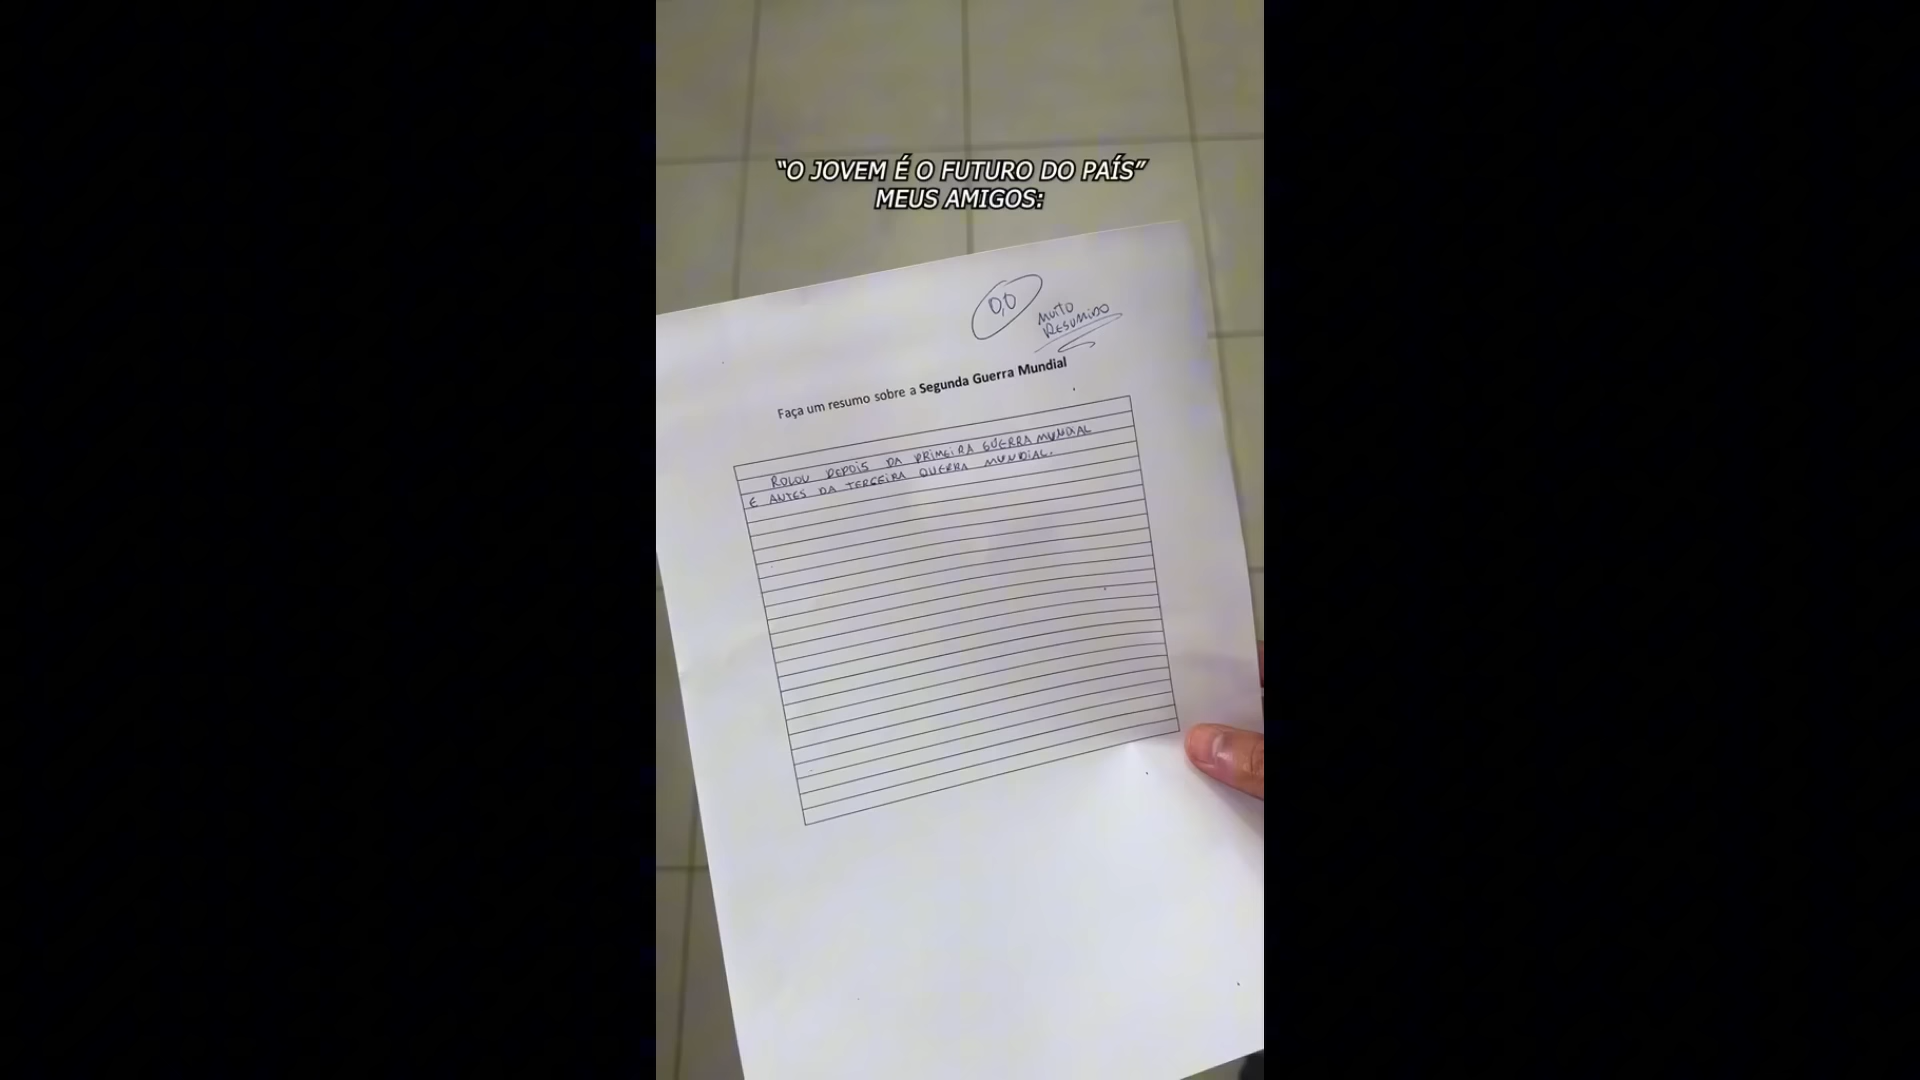 “O JOVEM É O FUTURO DO PAÍS”
MEUS AMIGOS:
0,0
MUITO
RESUMIDO
Faça um resumo sobre a Segunda Guerra Mundial
ROLOU DEPOIS DA PRIMEIRA GUERRA MUNDIAL
E ANTES DA TERCEIRA GUERRA MUNDIAL.